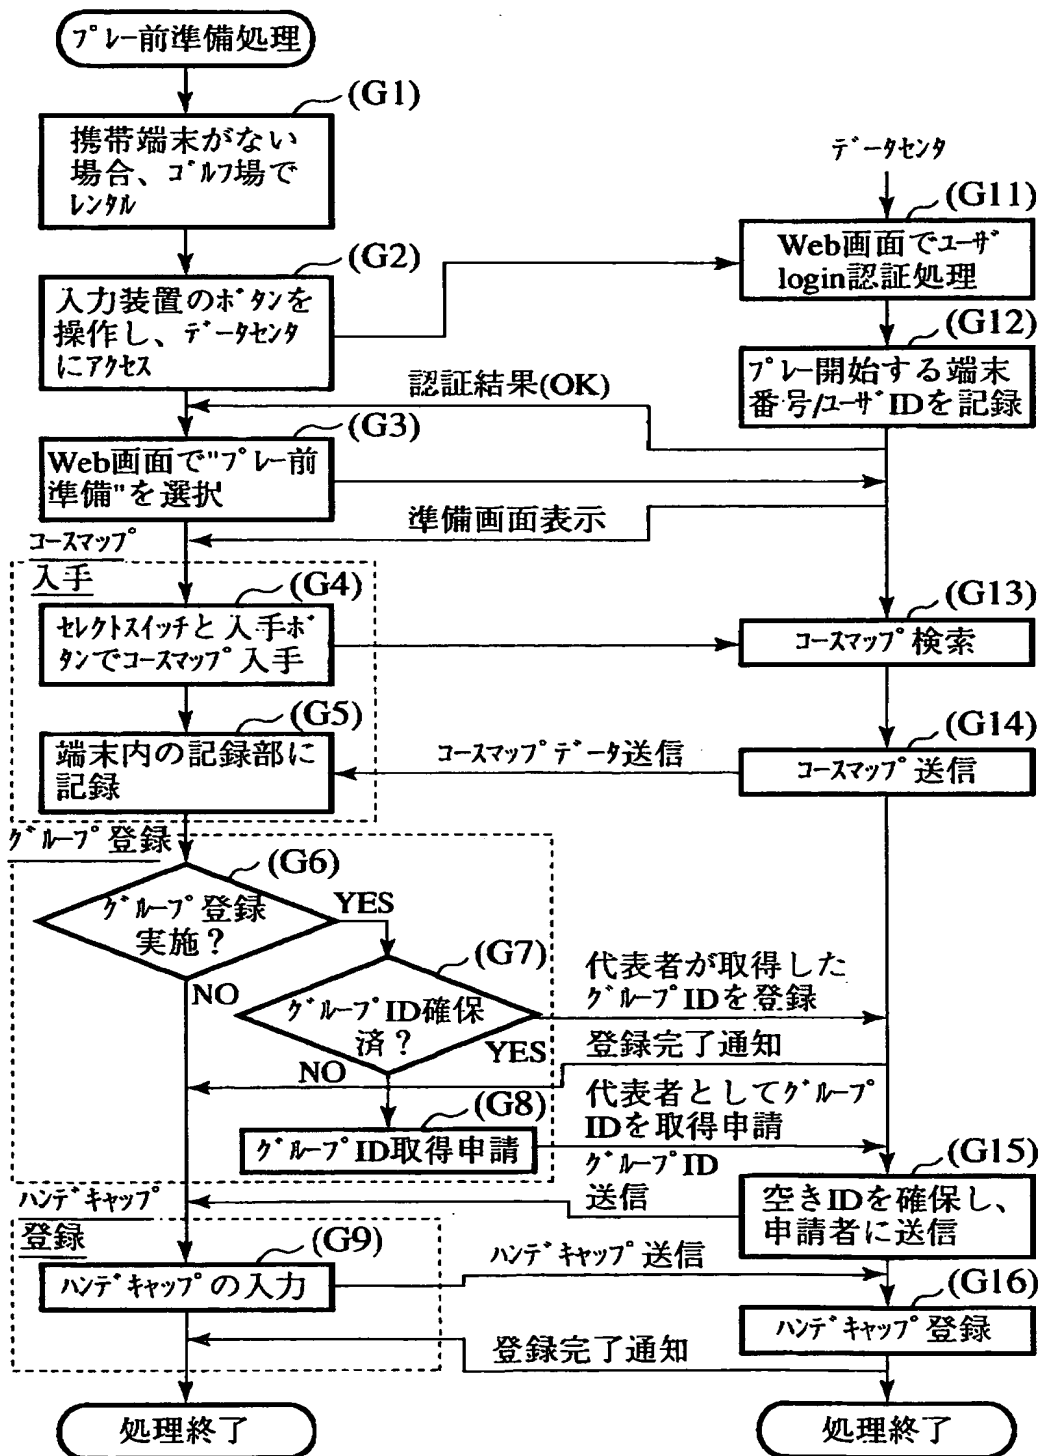 プレー前準備処理
(G1)
携帯端末がない
場合、ゴルフ場で
レンタル
データセンタ
(G11)
Web画面でユーザ
login認証処理
(G2)
入力装置のボタンを
操作し、データセンタ
にアクセス
(G12)
プレー開始する端末
番号/ユーザIDを記録
認証結果(OK)
(G3)
Web画面で"プレー前
準備"を選択
準備画面表示
コースマップ
入手
(G4)
セレクトスイッチと入手ボ
タンでコースマップ入手
(G13)
コースマップ検索
(G5)
端末内の記録部に
記録
コースマップデータ送信
(G14)
コースマップ送信
グループ登録
(G6)
グループ登録
実施?
YES
NO
(G7)
グループID確保
済?
YES
NO
代表者が取得した
グループIDを登録
登録完了通知
(G8)
グループID取得申請
代表者としてグループ
IDを取得申請
グループID
送信
(G15)
空きIDを確保し、
申請者に送信
ハンデキャップ
登録
(G9)
ハンデキャップの入力
ハンデキャップ送信
(G16)
ハンデキャップ登録
登録完了通知
処理終了
処理終了